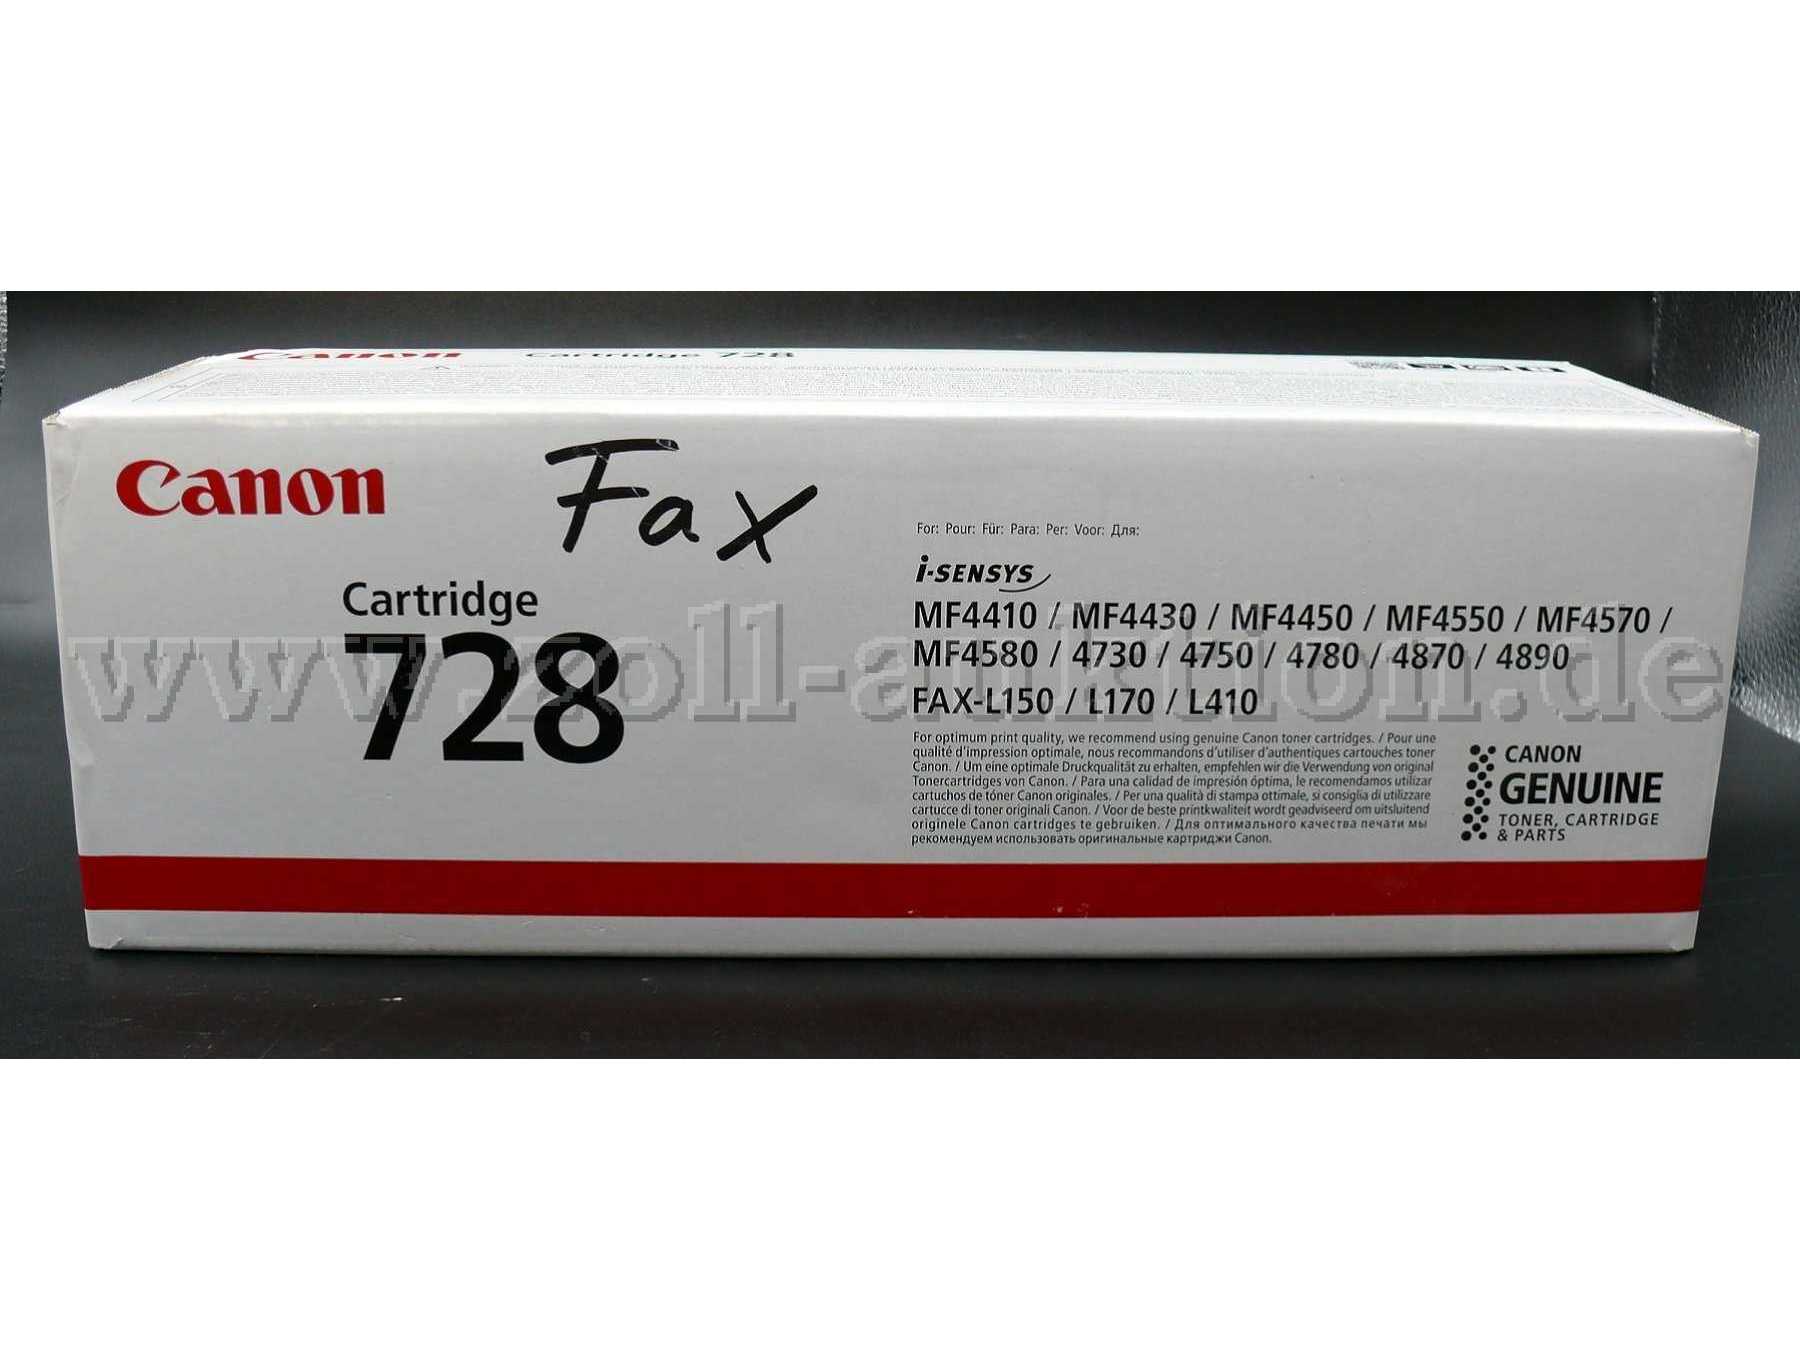 Canon Cartridge 728
Canon
Fax
Cartridge
728
For: Pour: Für: Para: Per: Voor: Для:
i-SENSYS
MF4410 / MF4430 / MF4450 / MF4550 / MF4570 /
MF4580 / 4730 / 4750 / 4780 / 4870 / 4890
FAX-L150 / L170 / L410
For optimum print quality, we recommend using genuine Canon toner cartridges. / Pour une
qualité d'impression optimale, nous recommandons d'utiliser d'authentiques cartouches toner
Canon. / Um eine optimale Druckqualität zu erhalten, empfehlen wir die Verwendung von original
Tonercartridges von Canon. / Para una calidad de impresión óptima, le recomendamos utilizar
cartuchos de tóner Canon originales. / Per una qualità di stampa ottimale, si consiglia di utilizzare
cartucce di toner originali Canon. / Voor de beste printkwaliteit wordt geadviseerd om uitsluitend
originele Canon cartridges te gebruiken. / Для оптимального качества печати мы
рекомендуем использовать оригинальные картриджи Canon.
CANON
GENUINE
TONER, CARTRIDGE
& PARTS
www.zoll-auktion.de